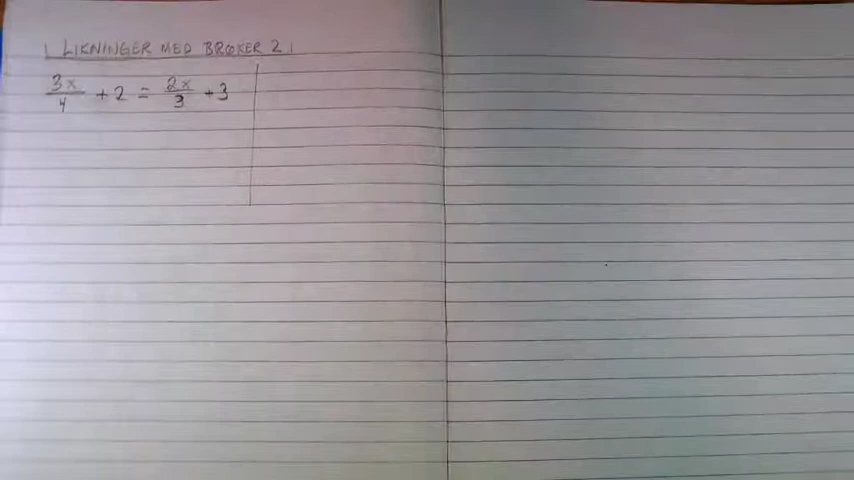 LIKNINGER MED BRØKER 2
3x/4 + 2 = 2x/3 + 3